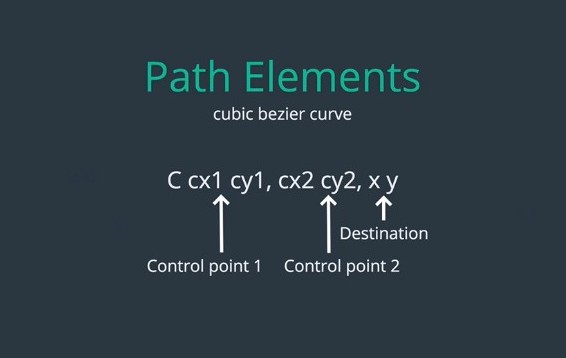 Path Elements
cubic bezier curve
C cx1 cy1, cx2 cy2, x y
Destination
Control point 1 Control point 2